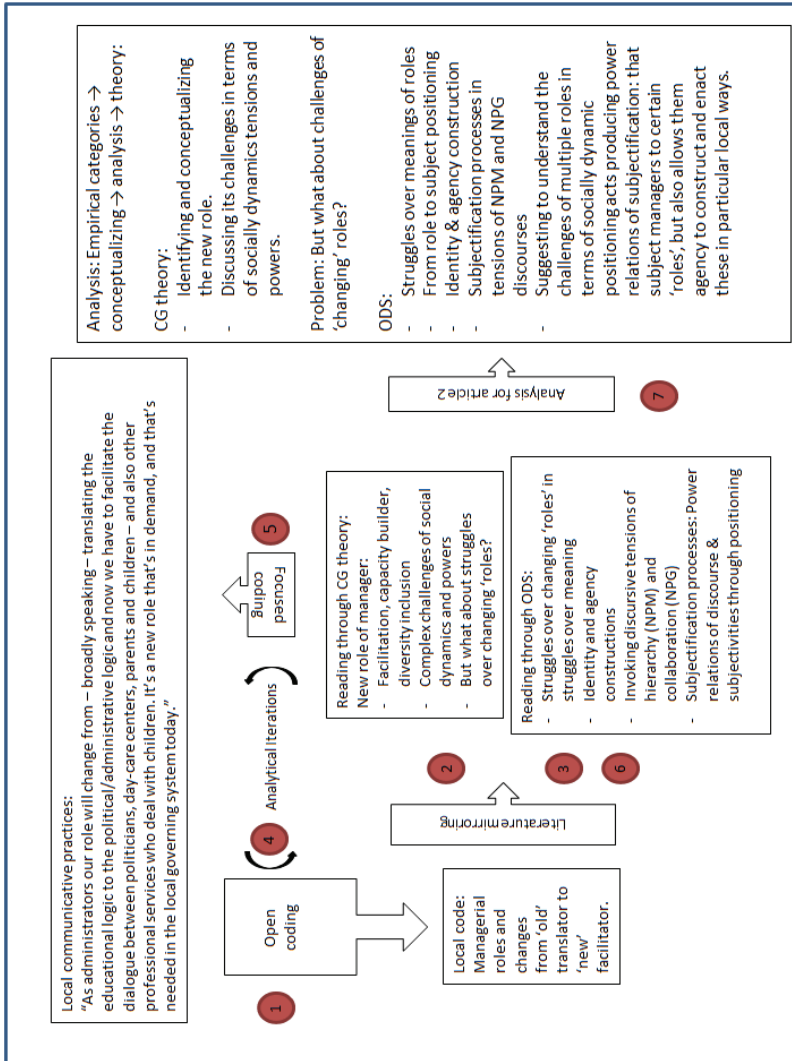 Local communicative practices:
“As administrators our role will change from – broadly speaking – translating the
educational logic to the political/administrative logic and now we have to facilitate the
dialogue between politicians, day-care centers, parents and children – and also other
professional services who deal with children. It’s a new role that’s in demand, and that’s
needed in the local governing system today.”
1
Open
coding
4
Analytical Iterations
Focused
coding
5
Local code:
Managerial
roles and
changes
from ‘old’
translator to
‘new’
facilitator.
Literature mirroring
2
3
6
Reading through CG theory:
New role of manager:
- Facilitation, capacity builder,
diversity inclusion
- Complex challenges of social
dynamics and powers
- But what about struggles
over changing ‘roles?
Reading through ODS:
- Struggles over changing ‘roles’ in
struggles over meaning
- Identity and agency
constructions
- Invoking discursive tensions of
hierarchy (NPM) and
collaboration (NPG)
- Subjectification processes: Power
relations of discourse &
subjectivities through positioning
Analysis for article 2
7
Analysis: Empirical categories →
conceptualizing → analysis → theory:
CG theory:
- Identifying and conceptualizing
the new role.
- Discussing its challenges in terms
of socially dynamics tensions and
powers.
Problem: But what about challenges of
‘changing’ roles?
ODS:
- Struggles over meanings of roles
- From role to subject positioning
- Identity & agency construction
- Subjectification processes in
tensions of NPM and NPG
discourses
- Suggesting to understand the
challenges of multiple roles in
terms of socially dynamic
positioning acts producing power
relations of subjectification: that
subject managers to certain
‘roles’, but also allows them
agency to construct and enact
these in particular local ways.